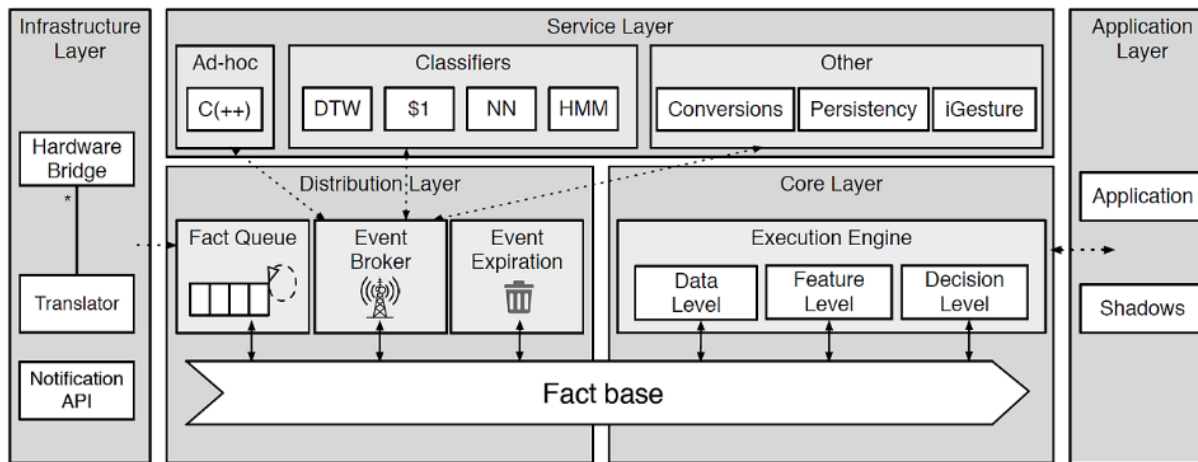 Infrastructure
Layer
Hardware
Bridge
*
Translator
Notification
API
Service Layer
Ad-hoc
C(++)
Classifiers
DTW
$1
NN
HMM
Other
Conversions
Persistency
iGesture
Distribution Layer
Fact Queue
Event
Broker
Event
Expiration
Core Layer
Execution Engine
Data
Level
Feature
Level
Decision
Level
Fact base
Application
Layer
Application
Shadows